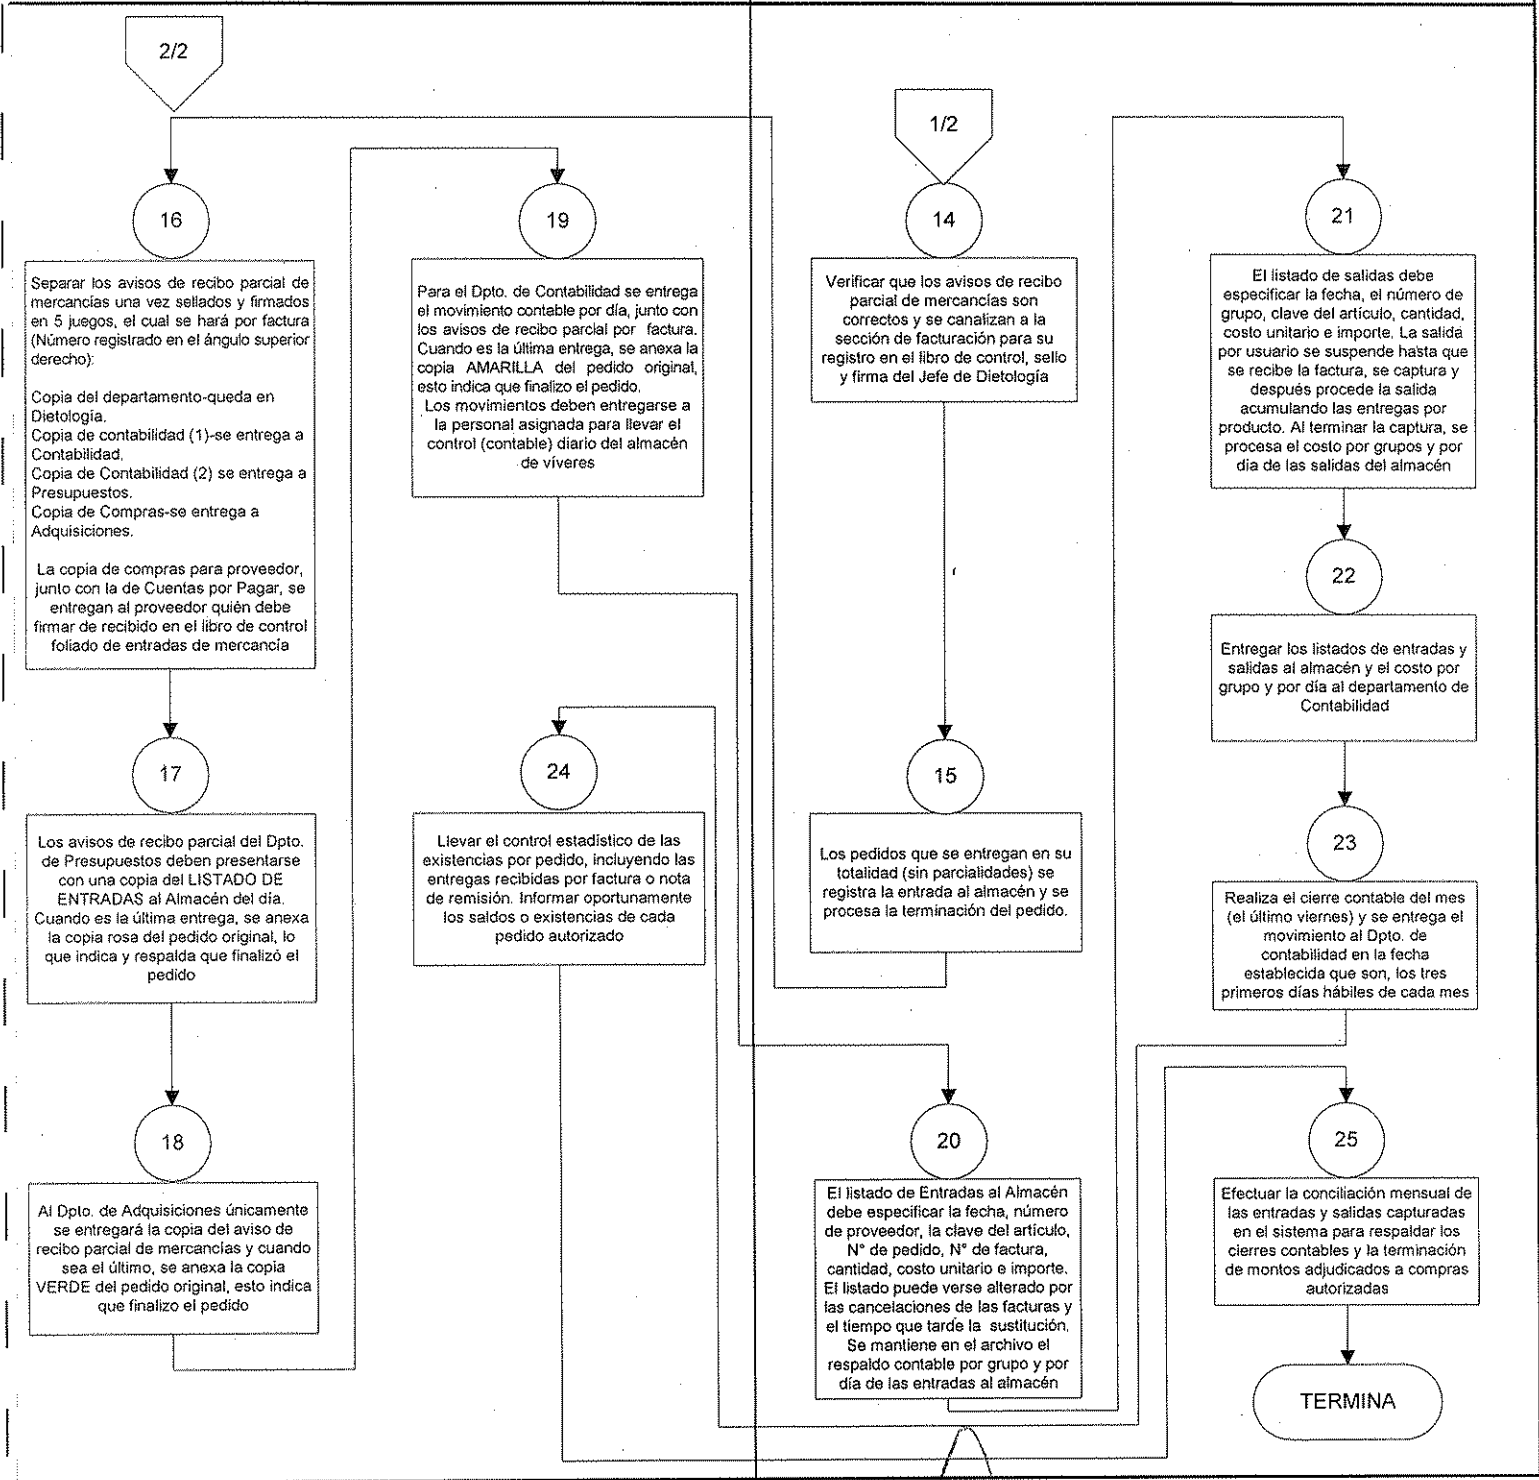 2/2
16
Separar los avisos de recibo parcial de
mercancías una vez sellados y firmados
en 5 juegos, el cual se hará por factura
(Número registrado en el ángulo superior
derecho):
Copia del departamento-queda en
Dietología.
Copia de contabilidad (1)-se entrega a
Contabilidad.
Copia de Contabilidad (2) se entrega a
Presupuestos.
Copia de Compras-se entrega a
Adquisiciones.
La copia de compras para proveedor,
junto con la de Cuentas por Pagar, se
entregan al proveedor quién debe
firmar de recibido en el libro de control
foliado de entradas de mercancía
17
Los avisos de recibo parcial del Dpto.
de Presupuestos deben presentarse
con una copia del LISTADO DE
ENTRADAS al Almacén del día.
Cuando es la última entrega, se anexa
la copia rosa del pedido original, lo
que indica y respalda que finalizó el
pedido
18
Al Dpto. de Adquisiciones únicamente
se entregará la copia del aviso de
recibo parcial de mercancías y cuando
sea el último, se anexa la copia
VERDE del pedido original, esto indica
que finalizo el pedido
19
Para el Dpto. de Contabilidad se entrega
el movimiento contable por día, junto con
los avisos de recibo parcial por factura.
Cuando es la última entrega, se anexa la
copia AMARILLA del pedido original,
esto indica que finalizo el pedido.
Los movimientos deben entregarse a
la personal asignada para llevar el
control (contable) diario del almacén
de víveres
24
Llevar el control estadístico de las
existencias por pedido, incluyendo las
entregas recibidas por factura o nota
de remisión. Informar oportunamente
los saldos o existencias de cada
pedido autorizado
1/2
14
Verificar que los avisos de recibo
parcial de mercancías son
correctos y se canalizan a la
sección de facturación para su
registro en el libro de control, sello
y firma del Jefe de Dietología
15
Los pedidos que se entregan en su
totalidad (sin parcialidades) se
registra la entrada al almacén y se
procesa la terminación del pedido.
20
El listado de Entradas al Almacén
debe especificar la fecha, número
de proveedor, la clave del artículo,
N° de pedido, N° de factura,
cantidad, costo unitario e importe.
El listado puede verse alterado por
las cancelaciones de las facturas y
el tiempo que tarde la sustitución.
Se mantiene en el archivo el
respaldo contable por grupo y por
día de las entradas al almacén
21
El listado de salidas debe
especificar la fecha, el número de
grupo, clave del artículo, cantidad,
costo unitario e importe. La salida
por usuario se suspende hasta que
se recibe la factura, se captura y
después procede la salida
acumulando las entregas por
producto. Al terminar la captura, se
procesa el costo por grupos y por
día de las salidas del almacén
22
Entregar los listados de entradas y
salidas al almacén y el costo por
grupo y por día al departamento de
Contabilidad
23
Realiza el cierre contable del mes
(el último viernes) y se entrega el
movimiento al Dpto. de
contabilidad en la fecha
establecida que son, los tres
primeros días hábiles de cada mes
25
Efectuar la conciliación mensual de
las entradas y salidas capturadas
en el sistema para respaldar los
cierres contables y la terminación
de montos adjudicados a compras
autorizadas
TERMINA